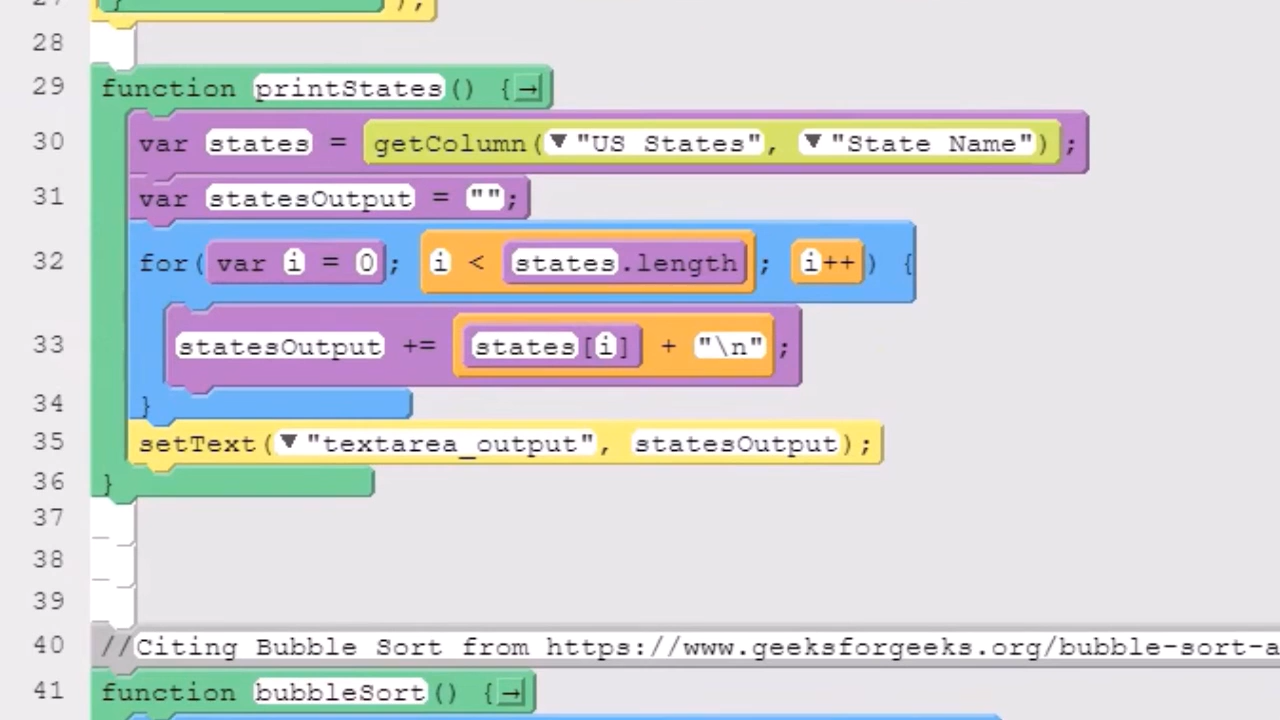 27 } );
28
29 function printStates() {→
30 var states = getColumn(▼"US States", ▼"State Name");
31 var statesOutput = "";
32 for(var i = 0; i < states.length; i++) {
33 statesOutput += states[i] + "\n";
34 }
35 setText(▼"textarea_output", statesOutput);
36 }
37
38
39
40 //Citing Bubble Sort from https://www.geeksforgeeks.org/bubble-sort-a
41 function bubbleSort() {→